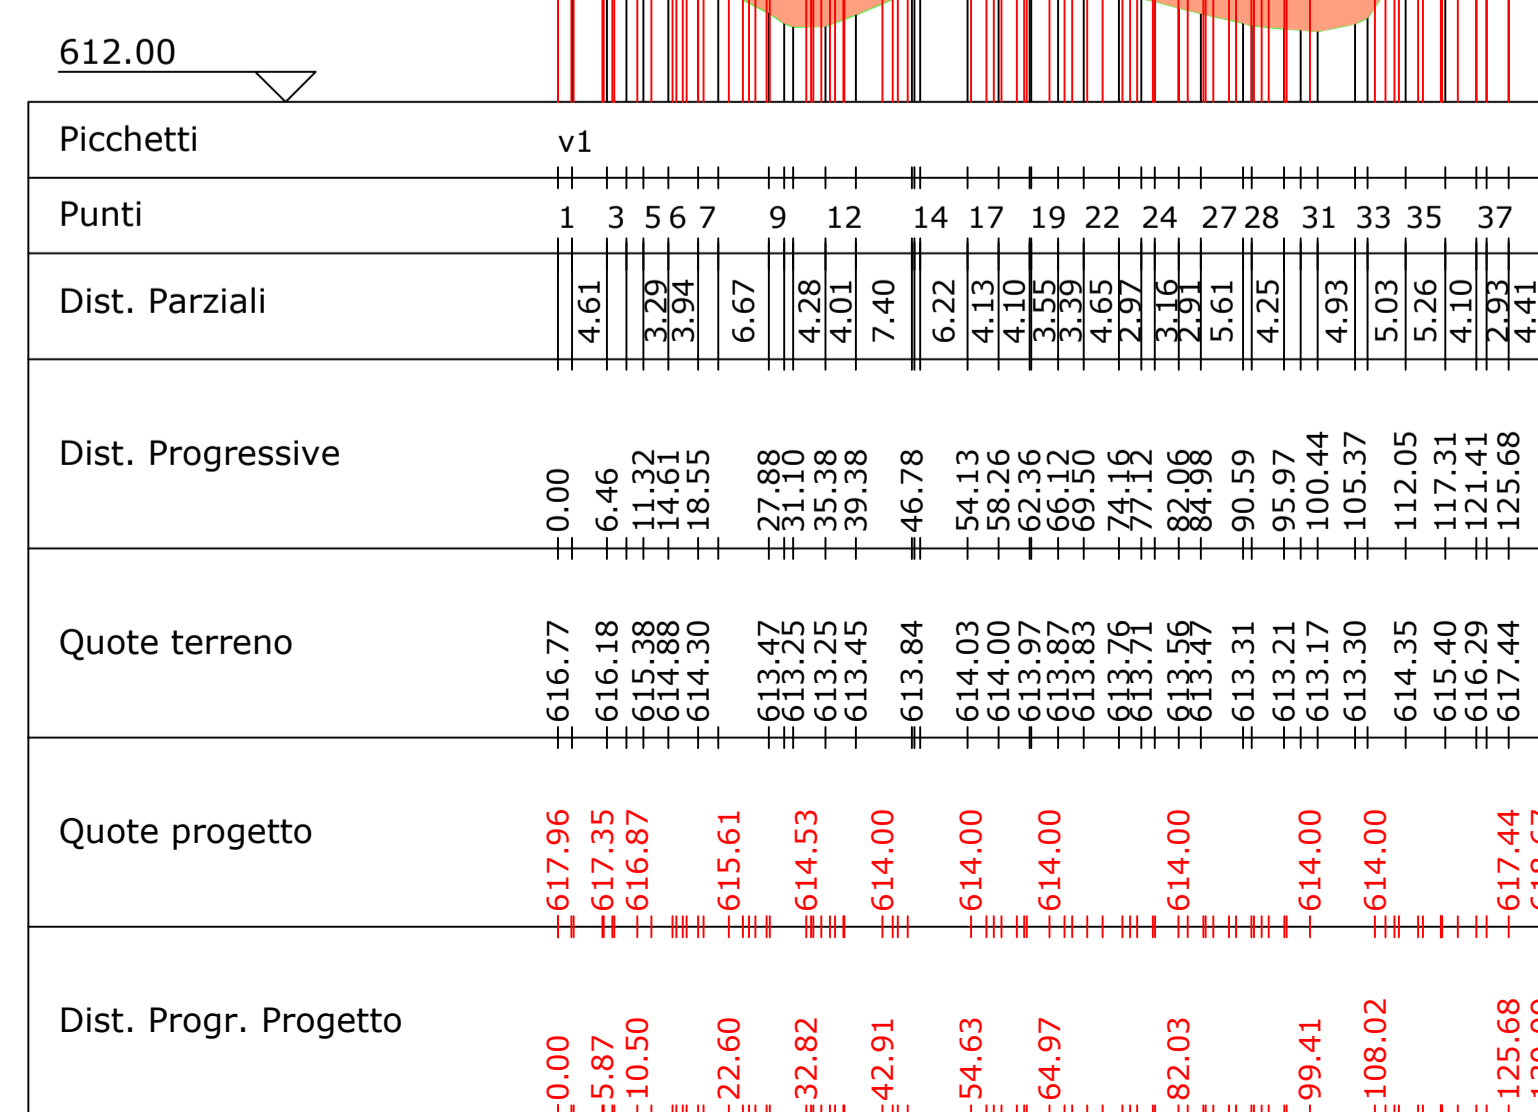 612.00
Picchetti v1
Punti 1 3 5 6 7 9 12 14 17 19 22 24 27 28 31 33 35 37
Dist. Parziali 4.61 3.29 3.94 6.67 4.28 4.01 7.40 6.22 4.13 4.10 3.55 3.39 4.65 2.97 3.16 2.91 5.61 4.25 4.93 5.03 5.26 4.10 2.93 4.41
Dist. Progressive 0.00 6.46 11.32 14.61 18.55 27.88 31.10 35.38 39.38 46.78 54.13 58.26 62.36 66.12 69.50 74.16 77.12 82.06 84.98 90.59 95.97 100.44 105.37 112.05 117.31 121.41 125.68
Quote terreno 616.77 616.18 615.38 614.88 614.30 613.47 613.25 613.25 613.45 613.84 614.03 614.00 613.97 613.87 613.83 613.76 613.71 613.56 613.47 613.31 613.21 613.17 613.30 614.35 615.40 616.29 617.44
Quote progetto 617.96 617.35 616.87 615.61 614.53 614.00 614.00 614.00 614.00 614.00 614.00 617.44
Dist. Progr. Progetto 0.00 5.87 10.50 22.60 32.82 42.91 54.63 64.97 82.03 99.41 108.02 125.68